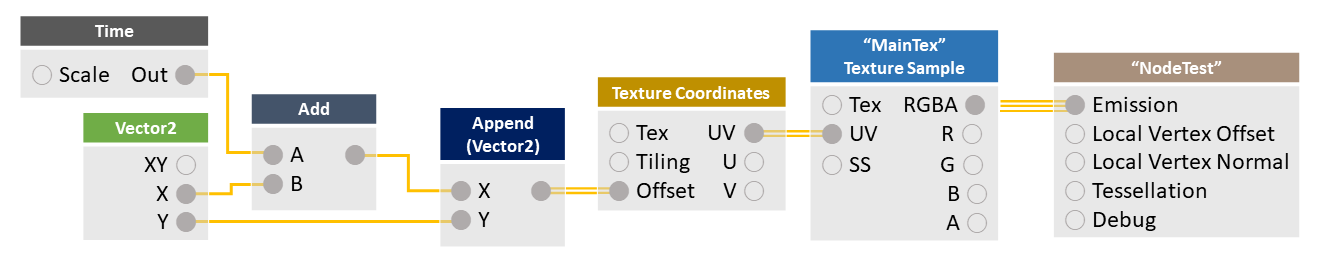 Time
Scale Out
Vector2
XY
X
Y
Add
A
B
Append
(Vector2)
X
Y
Texture Coordinates
Tex UV
Tiling U
Offset V
“MainTex”
Texture Sample
Tex RGBA
UV R
SS G
B
A
“NodeTest”
Emission
Local Vertex Offset
Local Vertex Normal
Tessellation
Debug